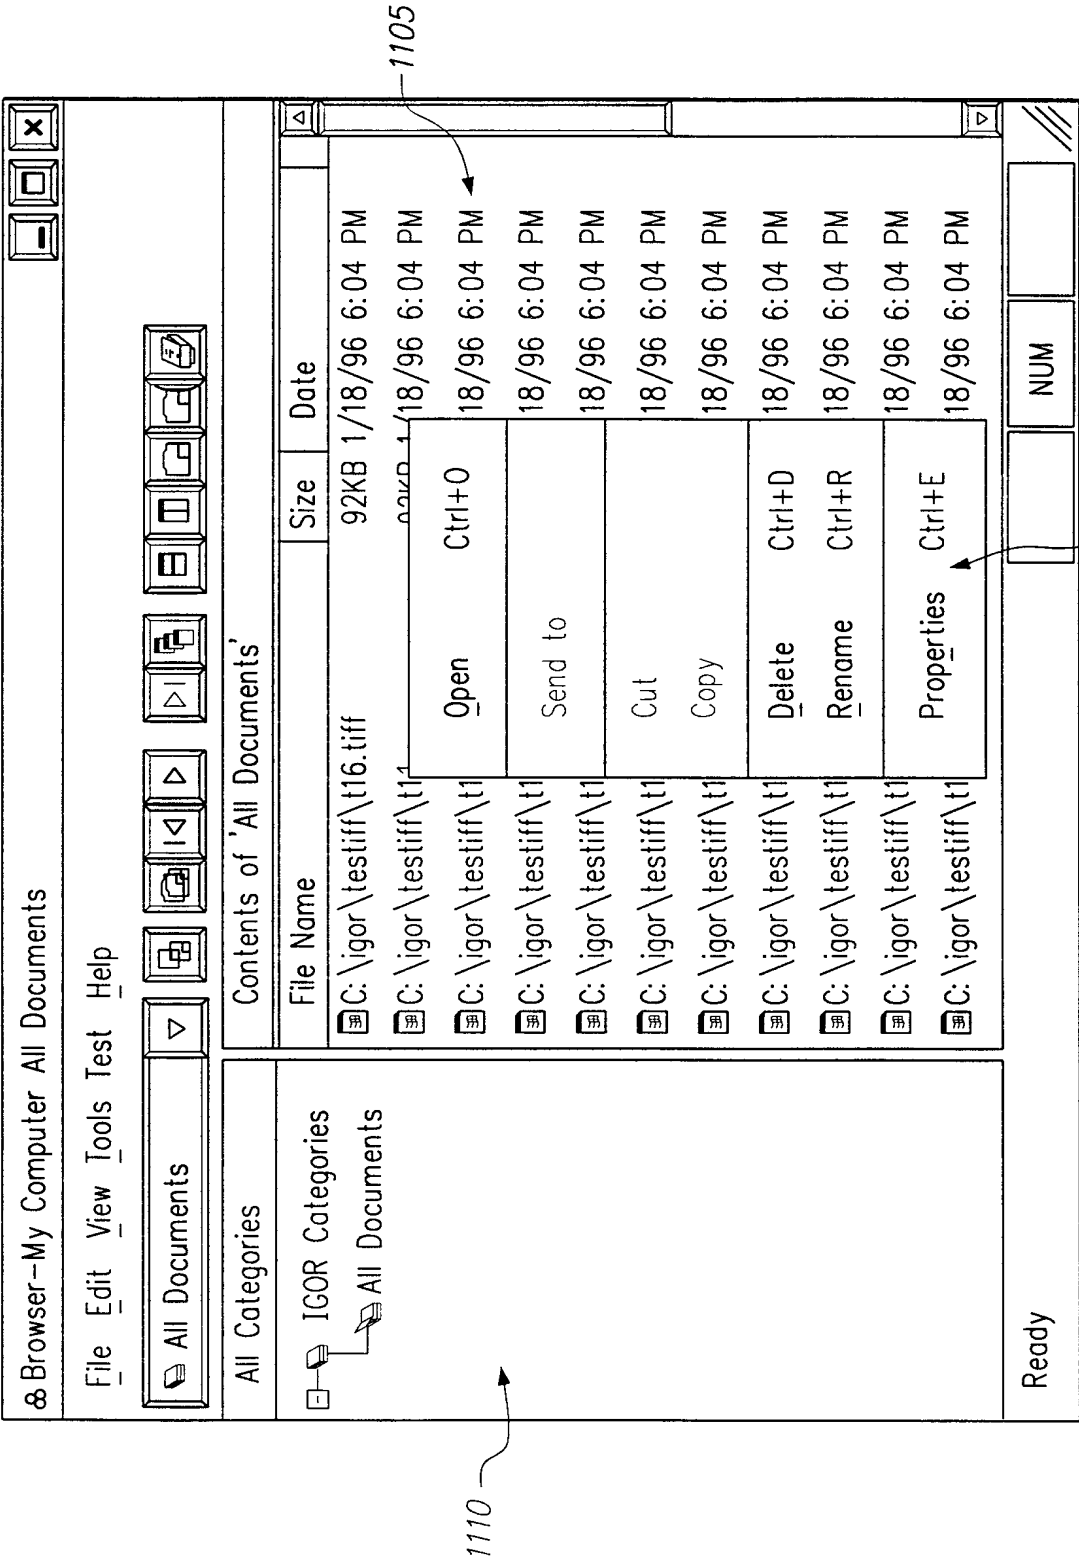 1105
Browser-My Computer All Documents
File Edit View Tools Test Help
All Documents
All Categories
Contents of 'All Documents'
File Name Size Date
IGOR Categories
All Documents
C:\igor\testiff\t16.tiff 92KB 1/18/96 6:04 PM
C:\igor\testiff\t11 92KB 1/18/96 6:04 PM
C:\igor\testiff\t1 18/96 6:04 PM
C:\igor\testiff\t1 18/96 6:04 PM
C:\igor\testiff\t1 18/96 6:04 PM
C:\igor\testiff\t1 18/96 6:04 PM
C:\igor\testiff\t1 18/96 6:04 PM
C:\igor\testiff\t1 18/96 6:04 PM
C:\igor\testiff\t1 18/96 6:04 PM
C:\igor\testiff\t1 18/96 6:04 PM
C:\igor\testiff\t1 18/96 6:04 PM
Open Ctrl+O
Send to
Cut
Copy
Delete Ctrl+D
Rename Ctrl+R
Properties Ctrl+E
1110
Ready NUM